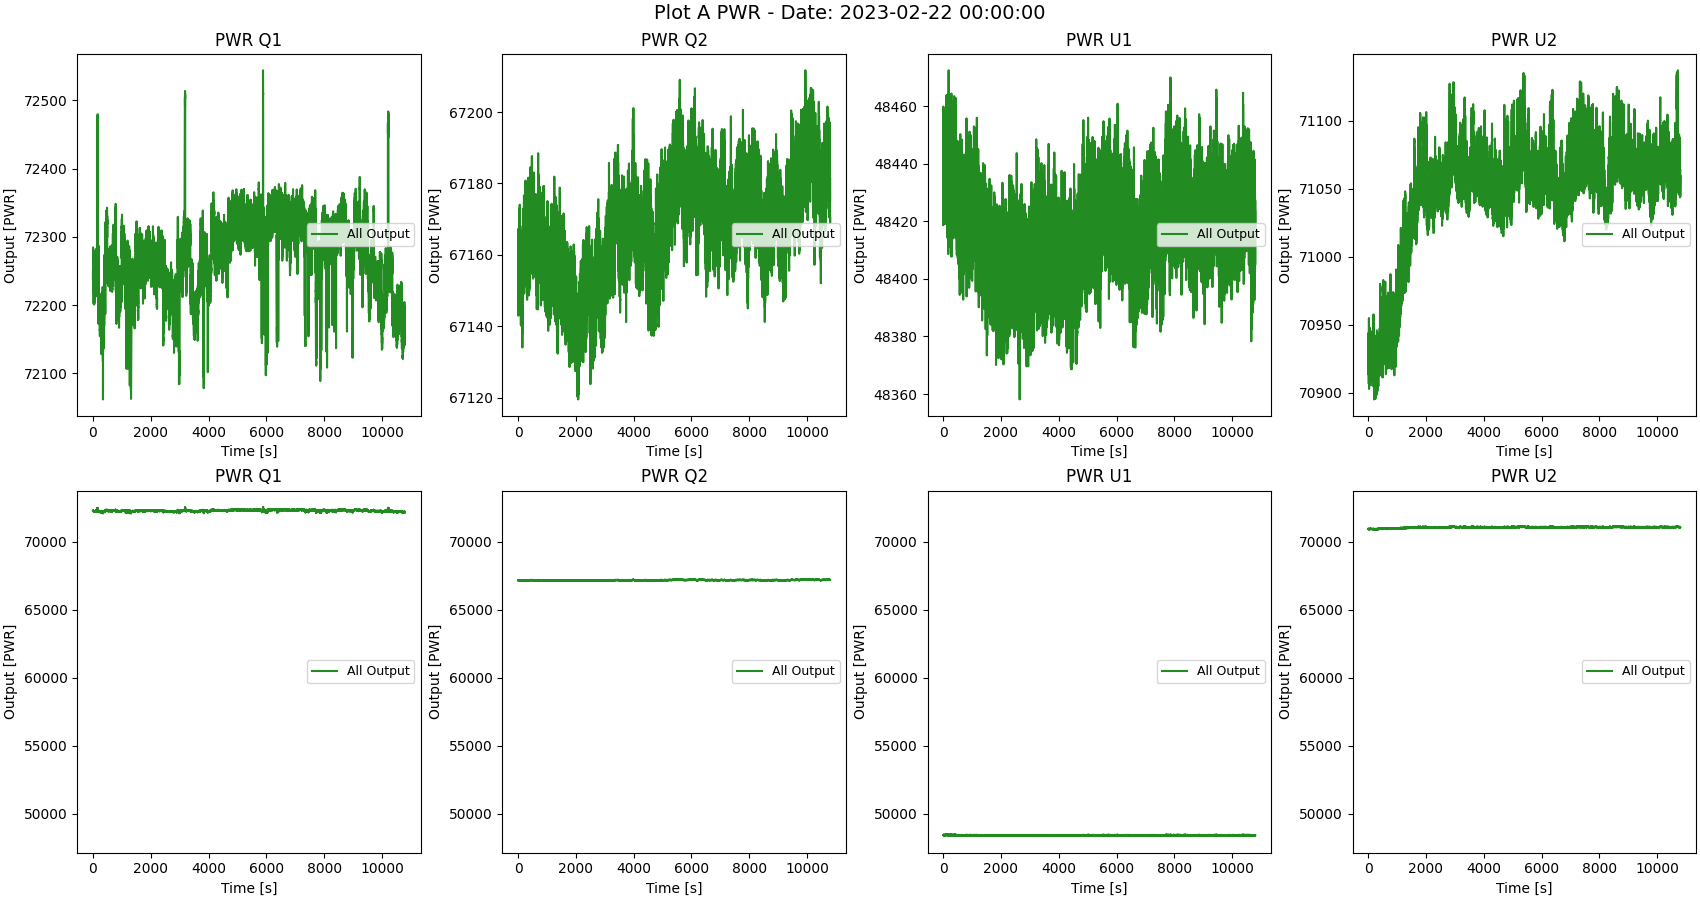 Plot A PWR - Date: 2023-02-22 00:00:00
PWR Q1
72500
72400
72300
72200
72100
Output [PWR]
0 2000 4000 6000 8000 10000
Time [s]
All Output
PWR Q2
67200
67180
67160
67140
67120
Output [PWR]
0 2000 4000 6000 8000 10000
Time [s]
All Output
PWR U1
48460
48440
48420
48400
48380
48360
Output [PWR]
0 2000 4000 6000 8000 10000
Time [s]
All Output
PWR U2
71100
71050
71000
70950
70900
Output [PWR]
0 2000 4000 6000 8000 10000
Time [s]
All Output
PWR Q1
70000
65000
60000
55000
50000
Output [PWR]
0 2000 4000 6000 8000 10000
Time [s]
All Output
PWR Q2
70000
65000
60000
55000
50000
Output [PWR]
0 2000 4000 6000 8000 10000
Time [s]
All Output
PWR U1
70000
65000
60000
55000
50000
Output [PWR]
0 2000 4000 6000 8000 10000
Time [s]
All Output
PWR U2
70000
65000
60000
55000
50000
Output [PWR]
0 2000 4000 6000 8000 10000
Time [s]
All Output